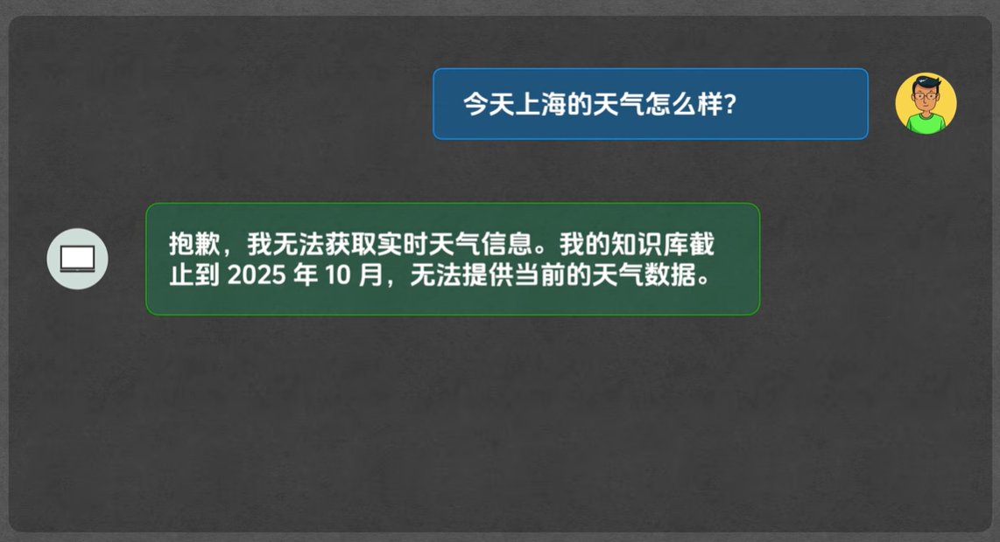 今天上海的天气怎么样？
抱歉，我无法获取实时天气信息。我的知识库截
止到 2025 年 10 月，无法提供当前的天气数据。